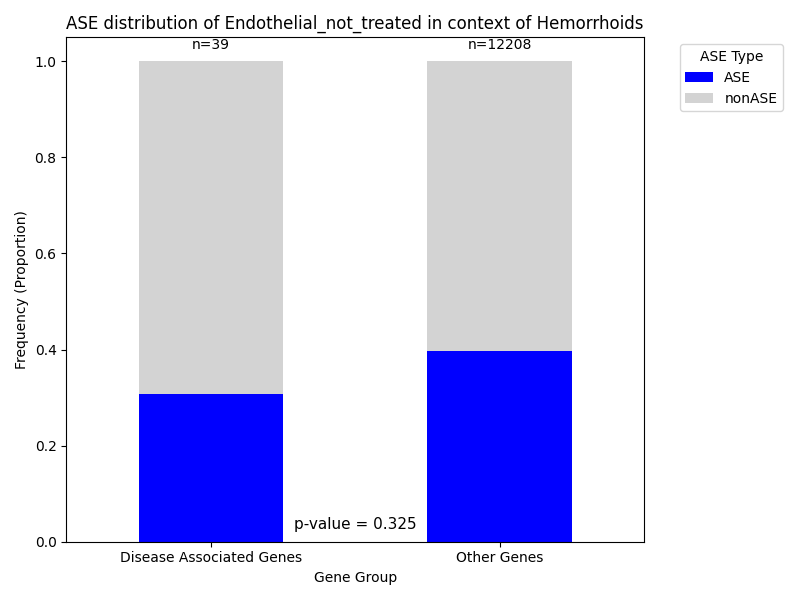 ASE distribution of Endothelial_not_treated in context of Hemorrhoids
n=39
n=12208
ASE Type
ASE
nonASE
Frequency (Proportion)
1.0
0.8
0.6
0.4
0.2
0.0
p-value = 0.325
Disease Associated Genes
Other Genes
Gene Group